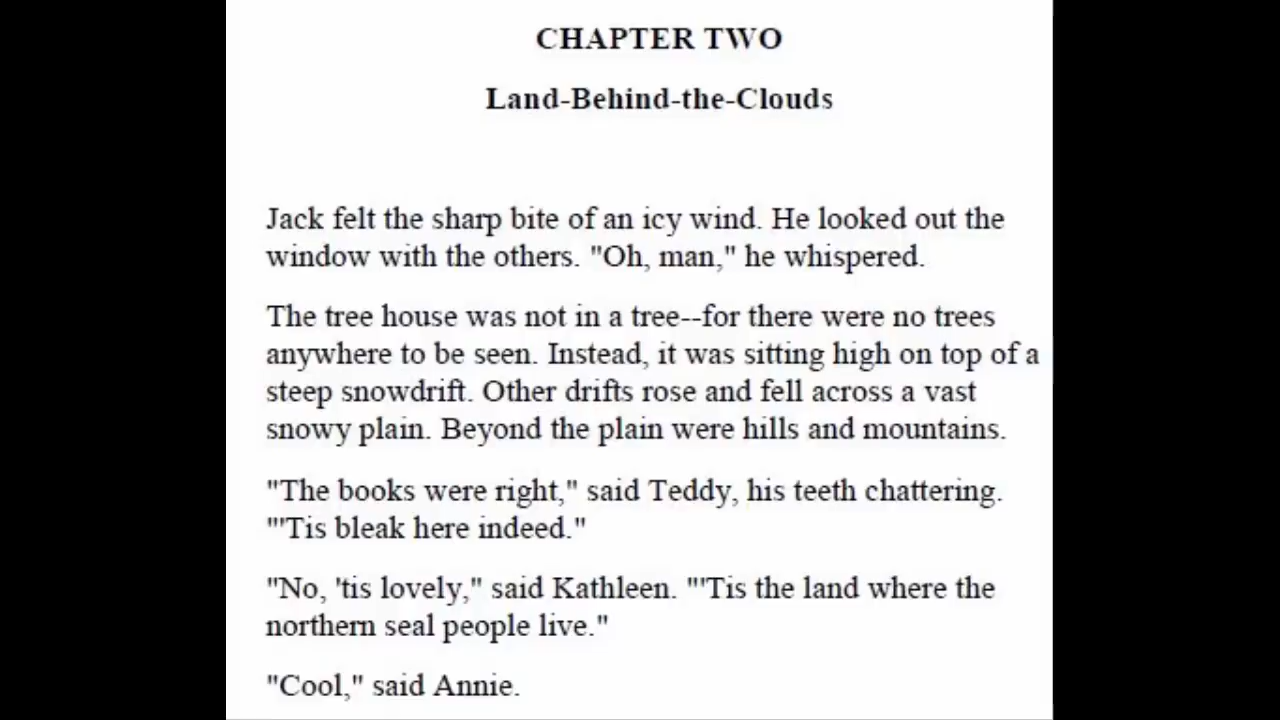 CHAPTER TWO
Land-Behind-the-Clouds
Jack felt the sharp bite of an icy wind. He looked out the
window with the others. "Oh, man," he whispered.
The tree house was not in a tree--for there were no trees
anywhere to be seen. Instead, it was sitting high on top of a
steep snowdrift. Other drifts rose and fell across a vast
snowy plain. Beyond the plain were hills and mountains.
"The books were right," said Teddy, his teeth chattering.
"'Tis bleak here indeed."
"No, 'tis lovely," said Kathleen. "'Tis the land where the
northern seal people live."
"Cool," said Annie.